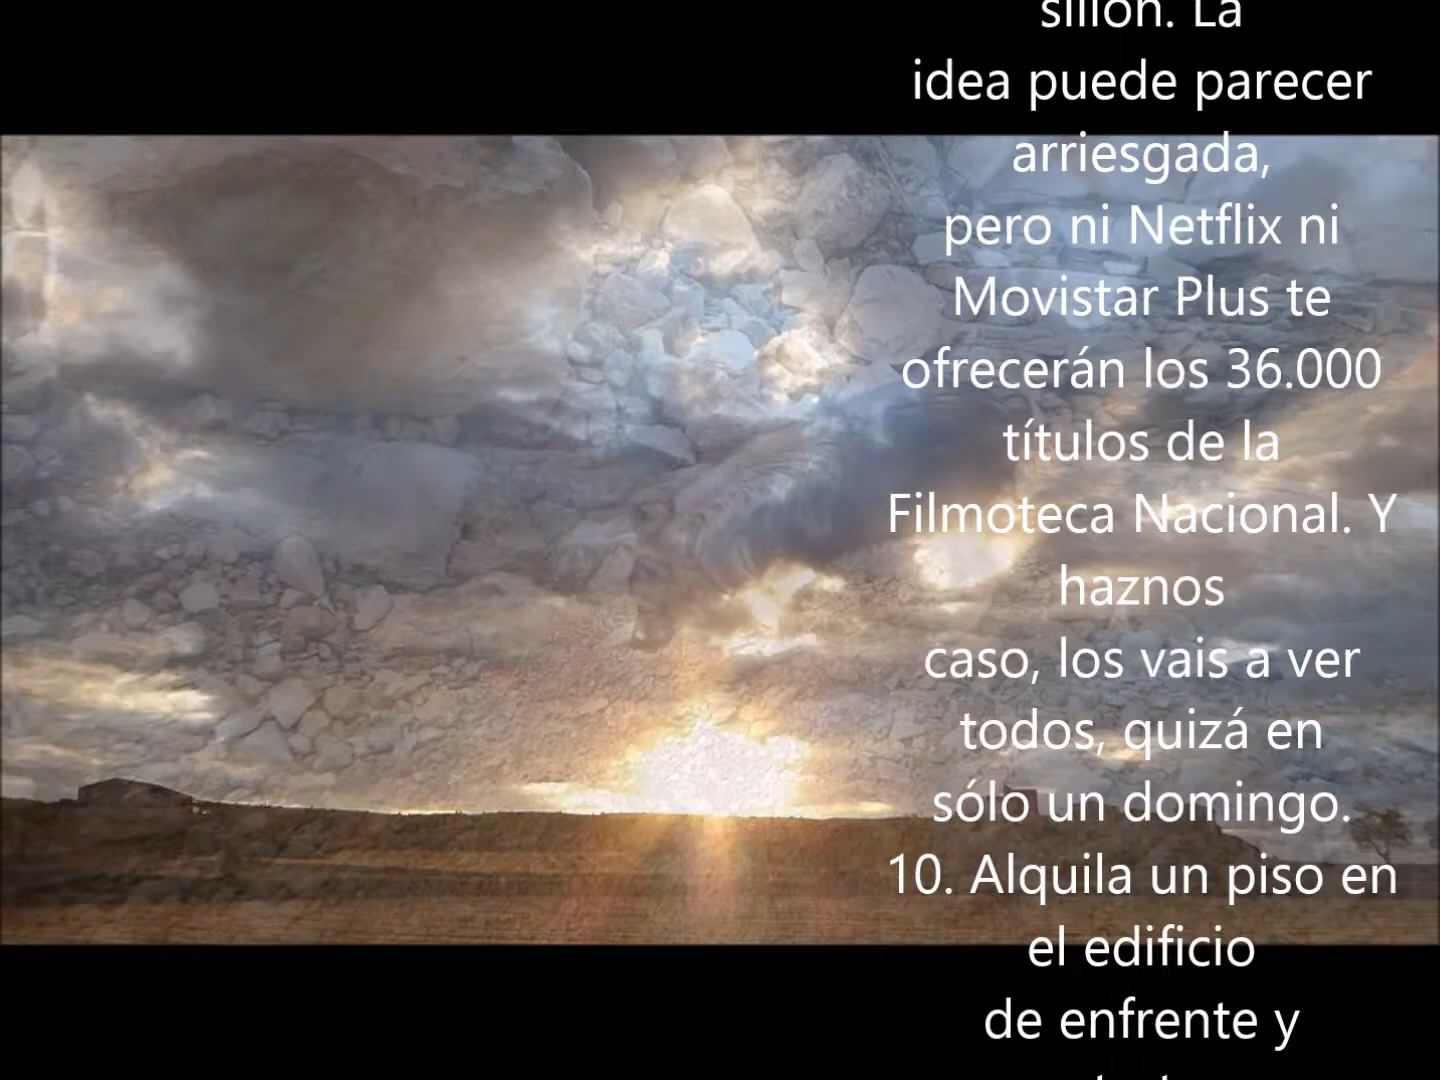 sillón. La
idea puede parecer
arriesgada,
pero ni Netflix ni
Movistar Plus te
ofrecerán los 36.000
títulos de la
Filmoteca Nacional. Y
haznos
caso, los vais a ver
todos, quizá en
sólo un domingo.
10. Alquila un piso en
el edificio
de enfrente y